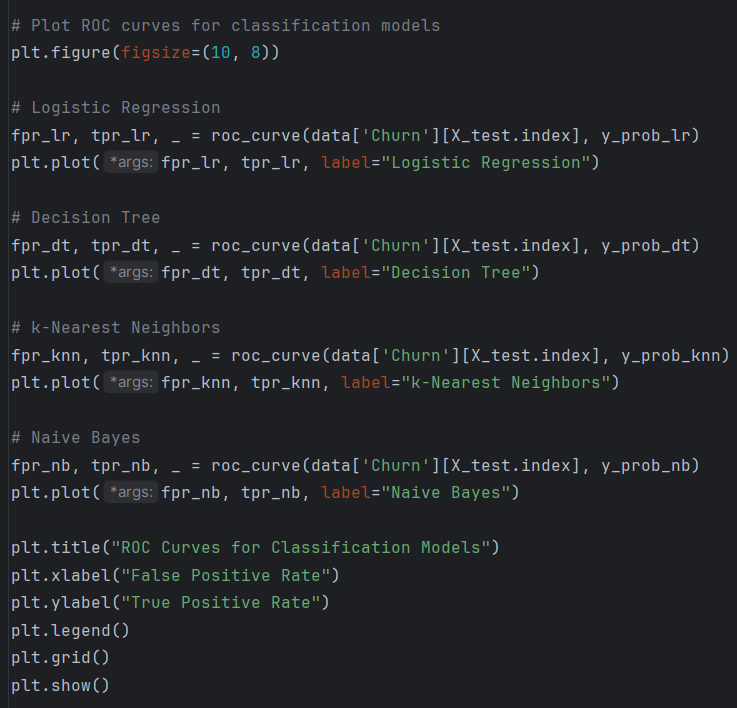 # Plot ROC curves for classification models
plt.figure(figsize=(10, 8))
# Logistic Regression
fpr_lr, tpr_lr, _ = roc_curve(data['Churn'][X_test.index], y_prob_lr)
plt.plot( *args: fpr_lr, tpr_lr, label="Logistic Regression")
# Decision Tree
fpr_dt, tpr_dt, _ = roc_curve(data['Churn'][X_test.index], y_prob_dt)
plt.plot( *args: fpr_dt, tpr_dt, label="Decision Tree")
# k-Nearest Neighbors
fpr_knn, tpr_knn, _ = roc_curve(data['Churn'][X_test.index], y_prob_knn)
plt.plot( *args: fpr_knn, tpr_knn, label="k-Nearest Neighbors")
# Naive Bayes
fpr_nb, tpr_nb, _ = roc_curve(data['Churn'][X_test.index], y_prob_nb)
plt.plot( *args: fpr_nb, tpr_nb, label="Naive Bayes")
plt.title("ROC Curves for Classification Models")
plt.xlabel("False Positive Rate")
plt.ylabel("True Positive Rate")
plt.legend()
plt.grid()
plt.show()